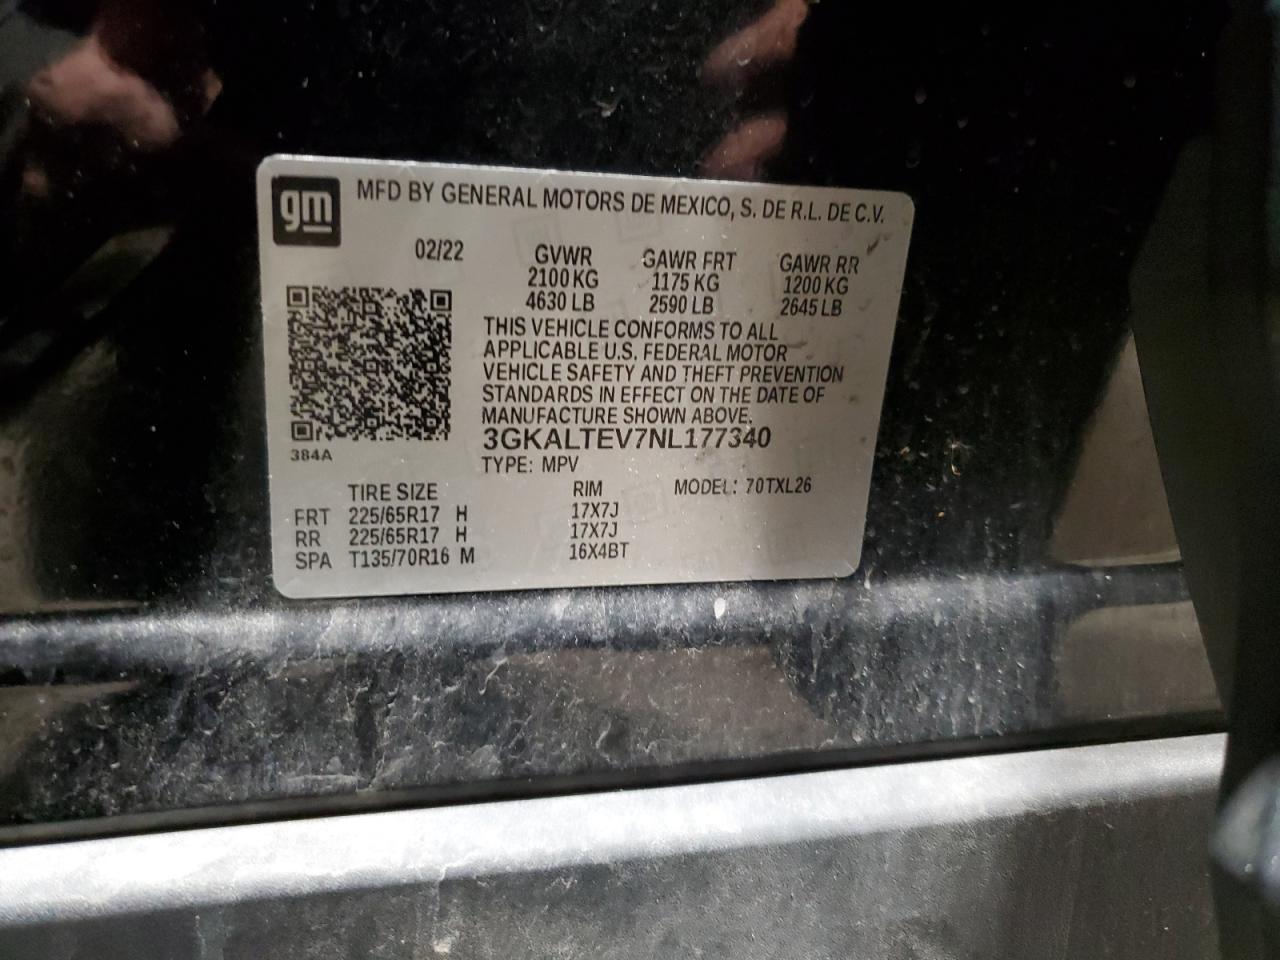 gm
MFD BY GENERAL MOTORS DE MEXICO, S. DE R.L. DE C.V.
02/22 GVWR GAWR FRT GAWR RR
2100 KG 1175 KG 1200 KG
4630 LB 2590 LB 2645 LB
THIS VEHICLE CONFORMS TO ALL
APPLICABLE U.S. FEDERAL MOTOR
VEHICLE SAFETY AND THEFT PREVENTION
STANDARDS IN EFFECT ON THE DATE OF
MANUFACTURE SHOWN ABOVE.
3GKALTEV7NL177340
384A
TYPE: MPV
TIRE SIZE RIM MODEL: 70TXL26
FRT 225/65R17 H 17X7J
RR 225/65R17 H 17X7J
SPA T135/70R16 M 16X4BT